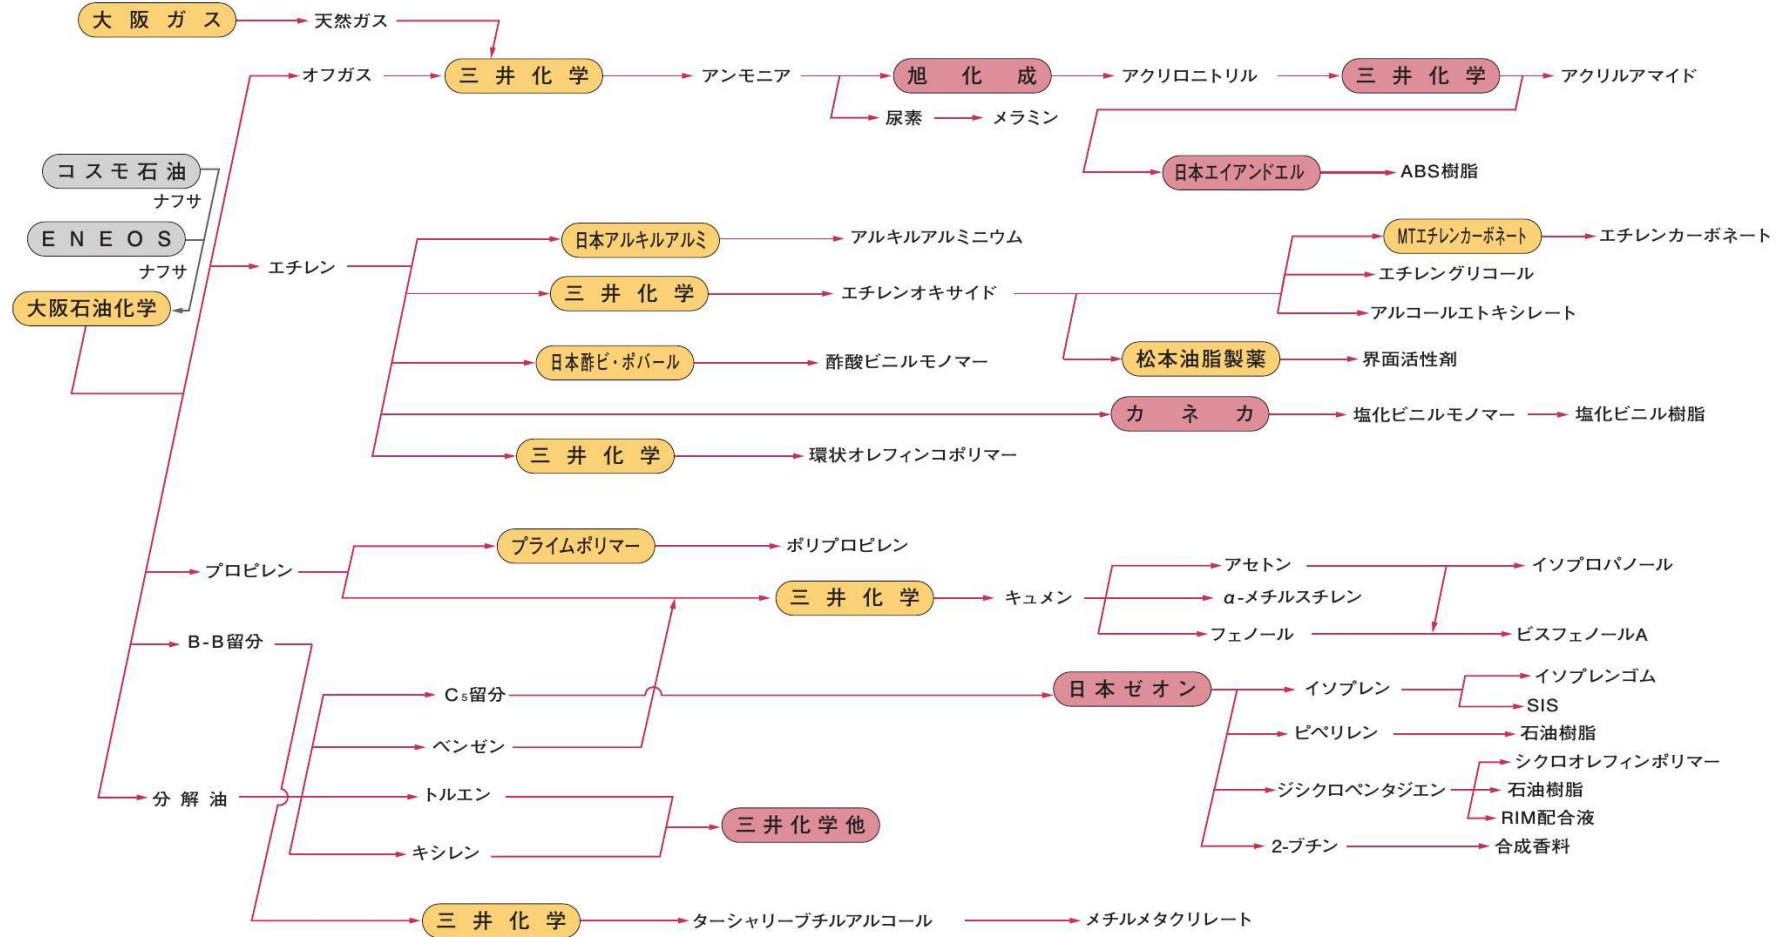 大阪ガス
天然ガス
オフガス
三井化学
アンモニア
旭化成
アクリロニトリル
三井化学
アクリルアマイド
尿素
メラミン
コスモ石油
ナフサ
日本エイアンドエル
ABS樹脂
ENEOS
ナフサ
大阪石油化学
エチレン
日本アルキルアルミ
アルキルアルミニウム
MTエチレンカーボネート
エチレンカーボネート
三井化学
エチレンオキサイド
エチレングリコール
アルコールエトキシレート
日本酢ビ・ポバール
酢酸ビニルモノマー
松本油脂製薬
界面活性剤
カネカ
塩化ビニルモノマー
塩化ビニル樹脂
三井化学
環状オレフィンコポリマー
プロピレン
プライムポリマー
ポリプロピレン
三井化学
キュメン
アセトン
イソプロパノール
α-メチルスチレン
フェノール
ビスフェノールA
B-B留分
C5留分
日本ゼオン
イソプレン
イソプレンゴム
SIS
ベンゼン
ピペリレン
石油樹脂
分解油
トルエン
三井化学他
ジシクロペンタジエン
シクロオレフィンポリマー
石油樹脂
RIM配合液
キシレン
2-ブチン
合成香料
三井化学
ターシャリーブチルアルコール
メチルメタクリレート